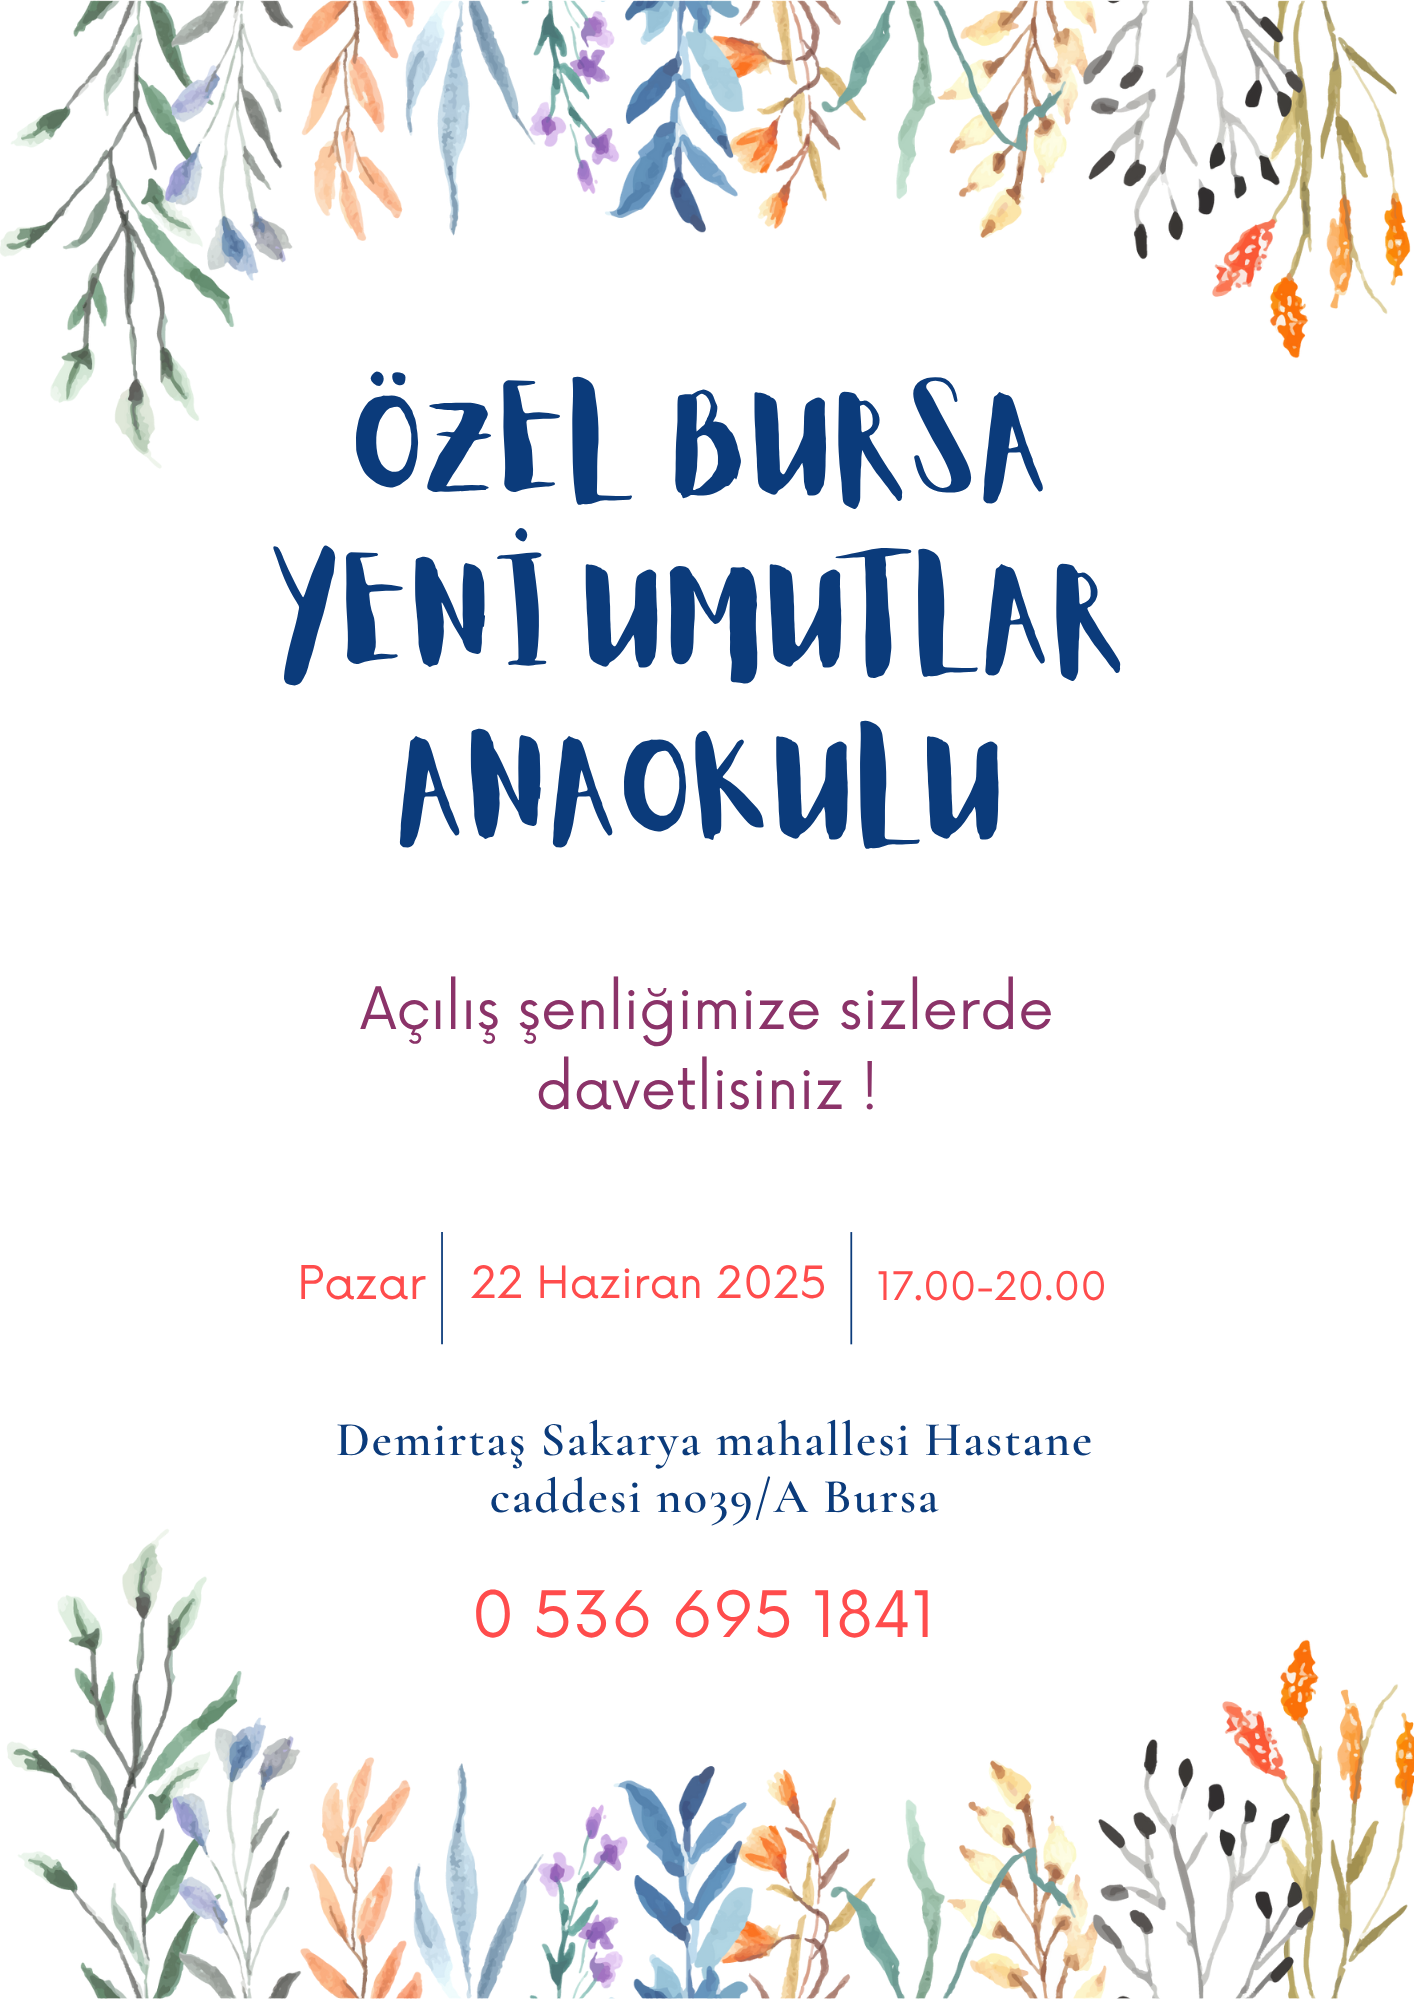 ÖZEL BURSA
YENİ UMUTLAR
ANAOKULU
Açılış şenliğimize sizlerde
davetlisiniz !
Pazar
22 Haziran 2025
17.00-20.00
Demirtaş Sakarya mahallesi Hastane
caddesi no39/A Bursa
0 536 695 1841